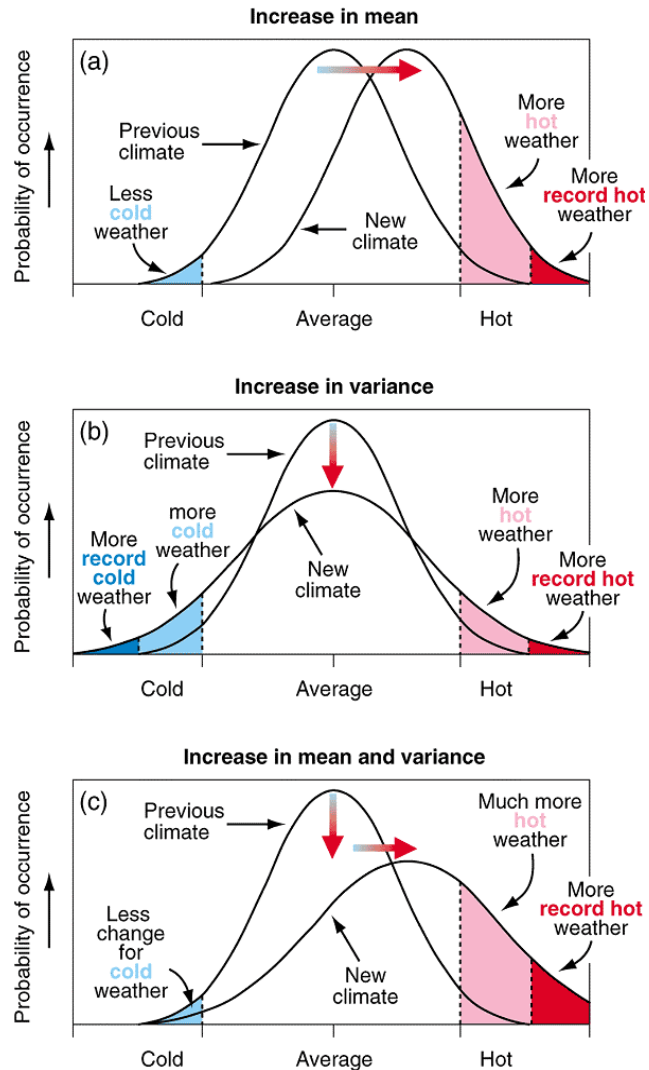 Increase in mean
(a)
Probability of occurrence
Previous
climate
Less
cold
weather
New
climate
More
hot
weather
More
record hot
weather
Cold
Average
Hot
Increase in variance
(b)
Probability of occurrence
Previous
climate
More
record
cold
weather
more
cold
weather
New
climate
More
hot
weather
More
record hot
weather
Cold
Average
Hot
Increase in mean and variance
(c)
Probability of occurrence
Previous
climate
Less
change
for
cold
weather
New
climate
Much more
hot
weather
More
record hot
weather
Cold
Average
Hot